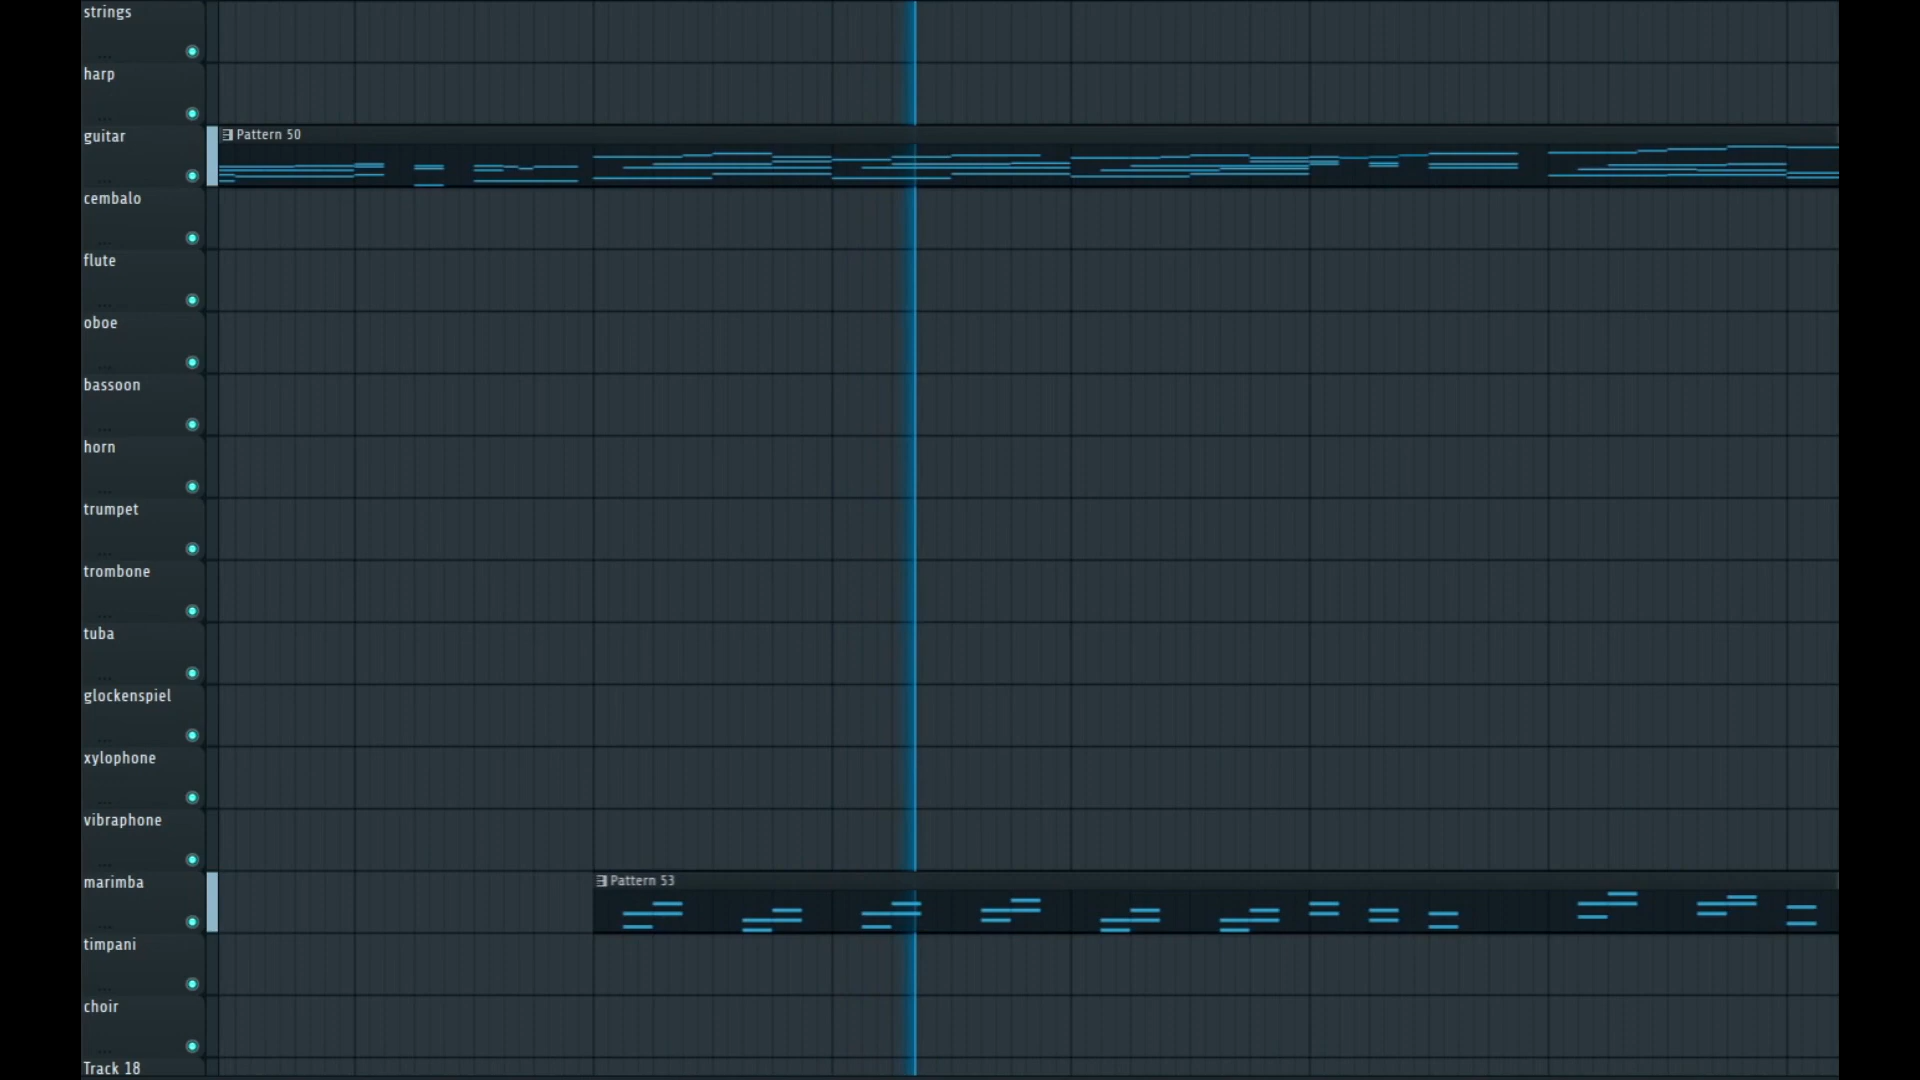 strings
harp
guitar
Pattern 50
cembalo
flute
oboe
bassoon
horn
trumpet
trombone
tuba
glockenspiel
xylophone
vibraphone
marimba
Pattern 53
timpani
choir
Track 18